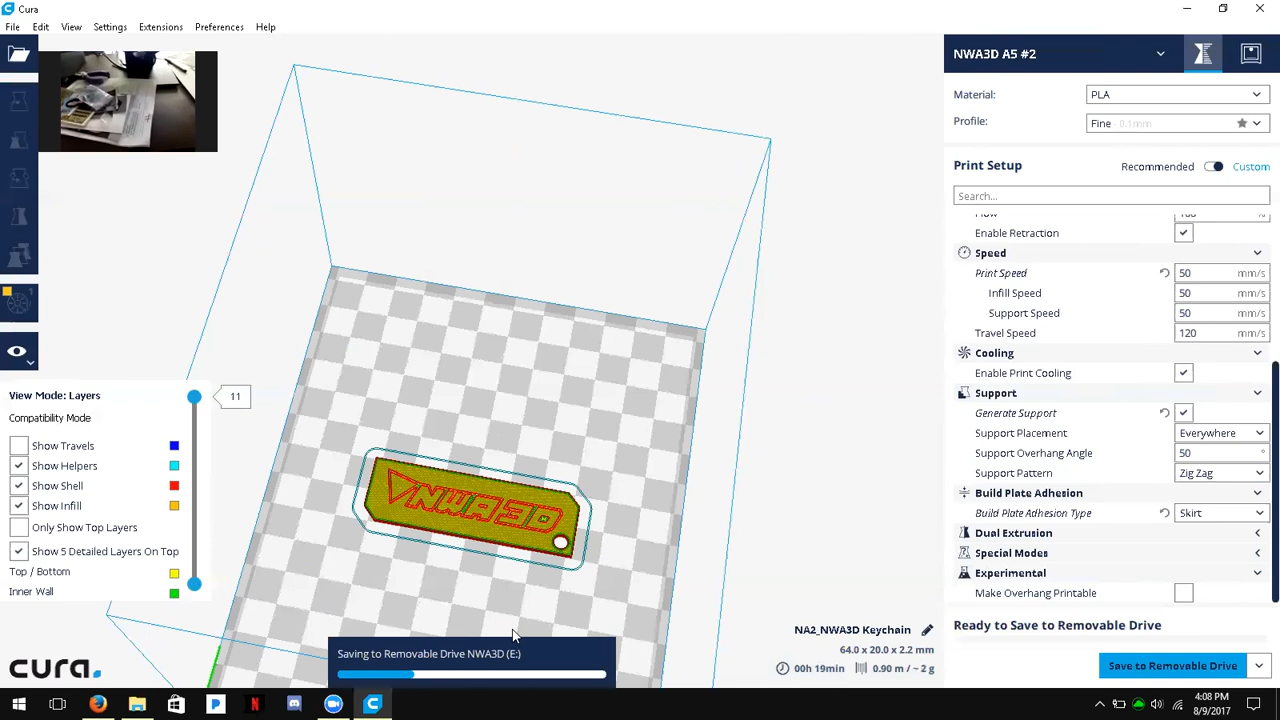 Cura
File Edit View Settings Extensions Preferences Help
NWA3D A5 #2
Material: PLA
Profile: Fine - 0.1mm
Print Setup Recommended Custom
Search...
Enable Retraction
Speed
Print Speed 50 mm/s
Infill Speed 50 mm/s
Support Speed 50 mm/s
Travel Speed 120 mm/s
Cooling
Enable Print Cooling
Support
Generate Support
Support Placement Everywhere
Support Overhang Angle 50 °
Support Pattern Zig Zag
Build Plate Adhesion
Build Plate Adhesion Type Skirt
Dual Extrusion
Special Modes
Experimental
Make Overhang Printable
Ready to Save to Removable Drive
Save to Removable Drive
View Mode: Layers
11
Compatibility Mode
Show Travels
Show Helpers
Show Shell
Show Infill
Only Show Top Layers
Show 5 Detailed Layers On Top
Top / Bottom
Inner Wall
NWA3D
NA2_NWA3D Keychain
64.0 x 20.0 x 2.2 mm
00h 19min 0.90 m / ~ 2 g
Saving to Removable Drive NWA3D (E:)
cura.
4:08 PM
8/9/2017